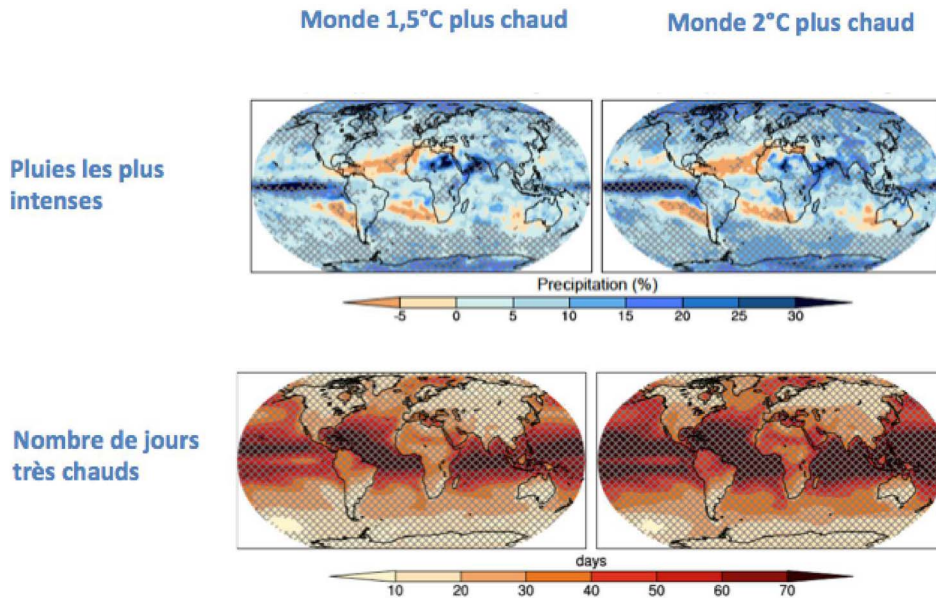 Monde 1,5°C plus chaud
Monde 2°C plus chaud
Pluies les plus
intenses
Precipitation (%)
-5 0 5 10 15 20 25 30
Nombre de jours
très chauds
days
10 20 30 40 50 60 70